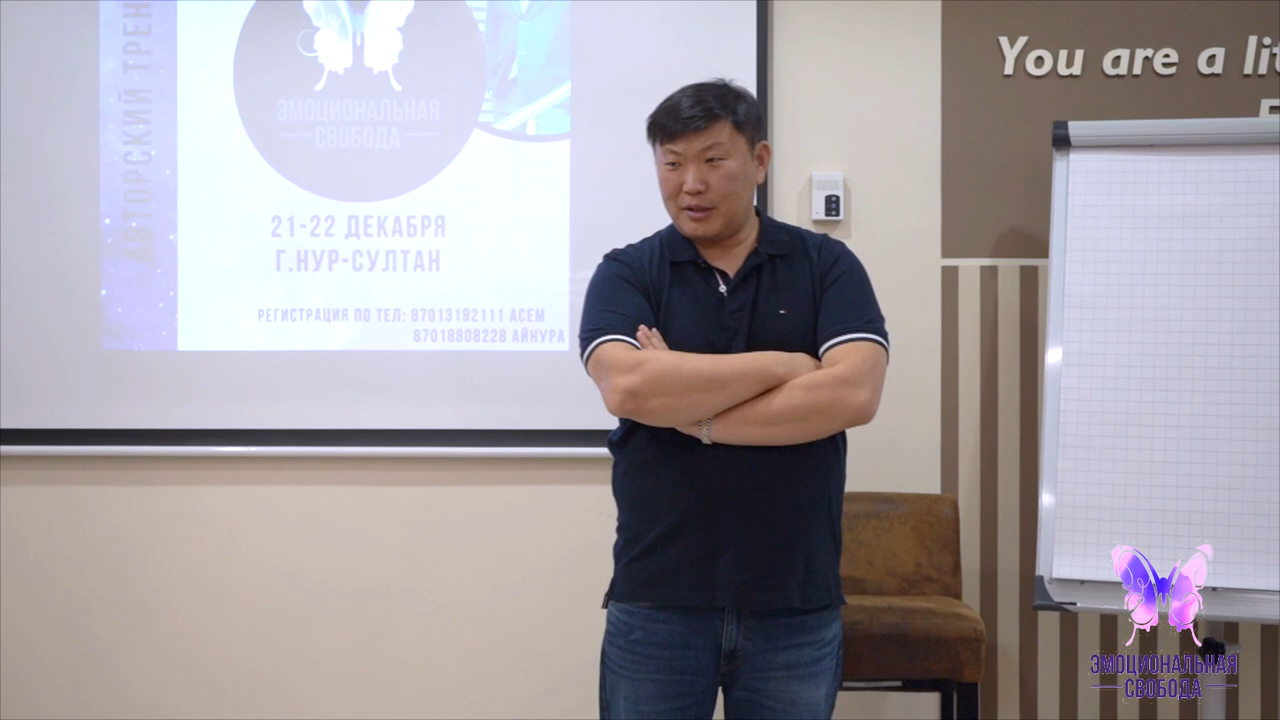 АВТОРСКИЙ ТРЕН
ЭМОЦИОНАЛЬНАЯ
СВОБОДА
21-22 ДЕКАБРЯ
Г.НУР-СУЛТАН
РЕГИСТРАЦИЯ ПО ТЕЛ: 87013192111 АСЕМ
87018808228 АЙНУРА
You are a lit
ЭМОЦИОНАЛЬНАЯ
СВОБОДА